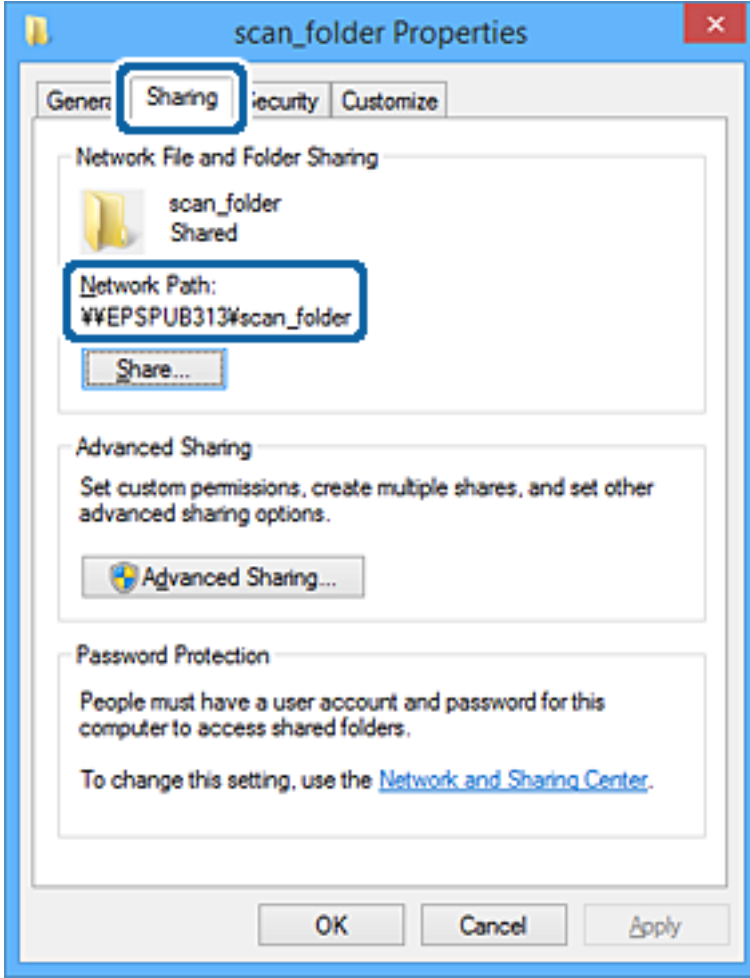 scan_folder Properties
Genera Sharing Security Customize
Network File and Folder Sharing
scan_folder
Shared
Network Path:
¥¥EPSPUB313¥scan_folder
Share...
Advanced Sharing
Set custom permissions, create multiple shares, and set other
advanced sharing options.
Advanced Sharing...
Password Protection
People must have a user account and password for this
computer to access shared folders.
To change this setting, use the Network and Sharing Center.
OK Cancel Apply